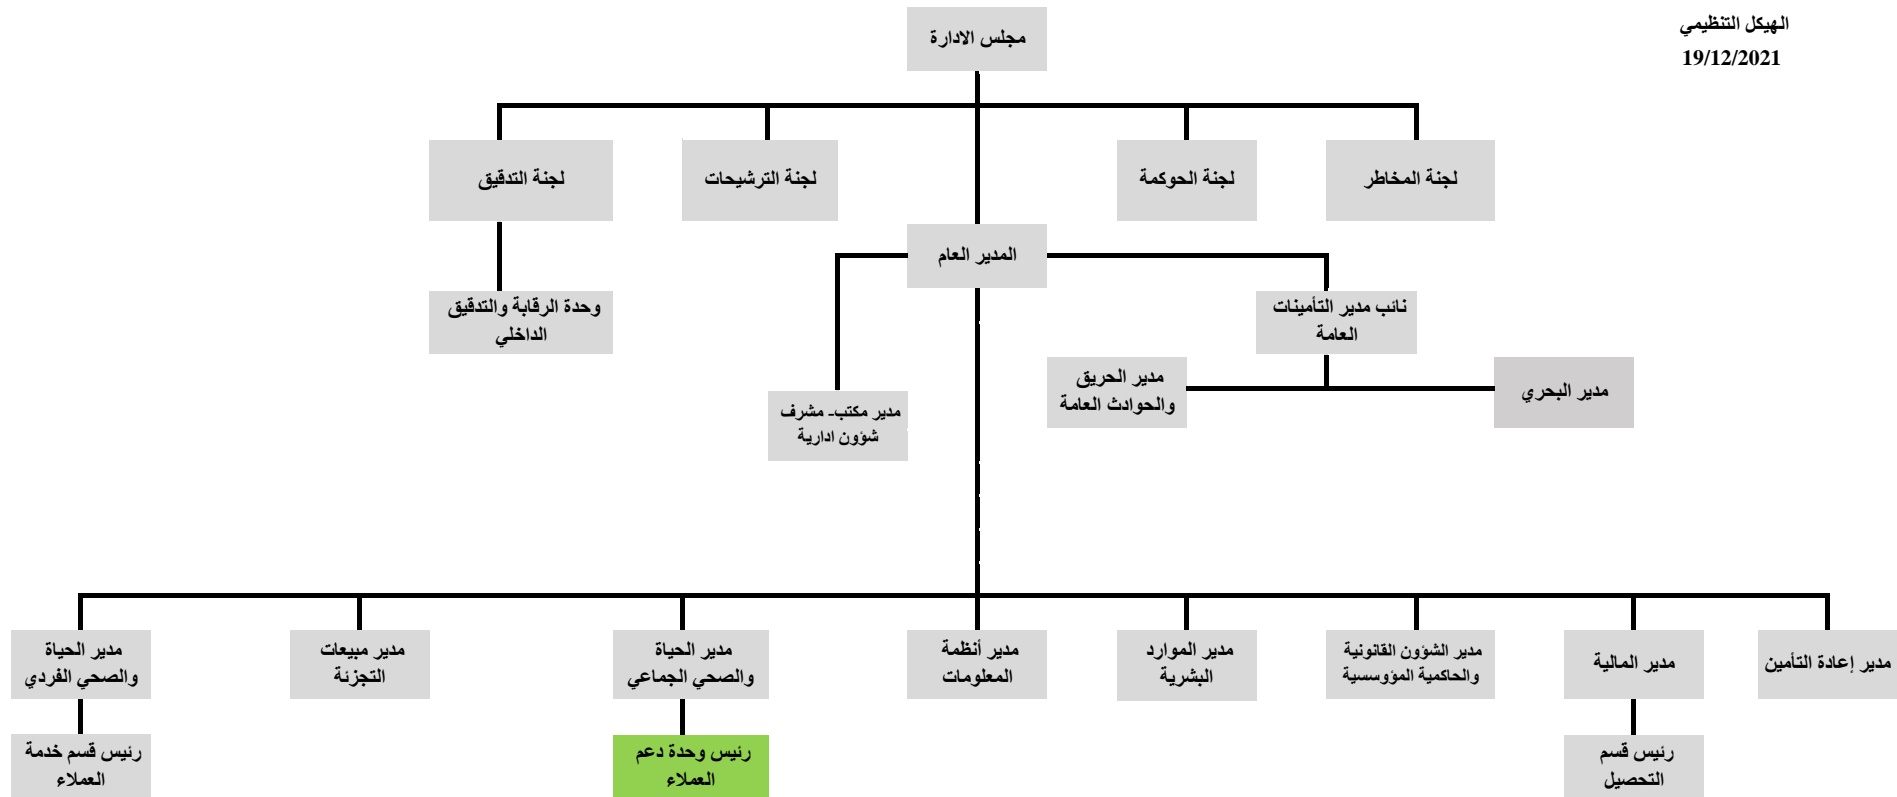 الهيكل التنظيمي
19/12/2021
مجلس الادارة
لجنة المخاطر
لجنة الحوكمة
لجنة الترشيحات
لجنة التدقيق
المدير العام
نائب مدير التأمينات
العامة
وحدة الرقابة والتدقيق
الداخلي
مدير البحري
مدير الحريق
والحوادث العامة
مدير مكتب- مشرف
شؤون ادارية
مدير إعادة التأمين
مدير المالية
مدير الشؤون القانونية
والحاكمية المؤوسسية
مدير الموارد
البشرية
مدير أنظمة
المعلومات
مدير الحياة
والصحي الجماعي
مدير مبيعات
التجزئة
مدير الحياة
والصحي الفردي
رئيس قسم
التحصيل
رئيس وحدة دعم
العملاء
رئيس قسم خدمة
العملاء